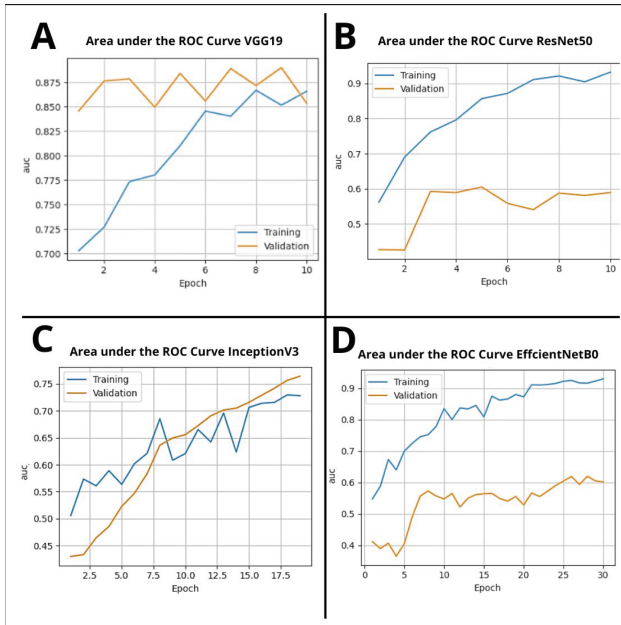 A
Area under the ROC Curve VGG19
0.875
0.850
0.825
0.800
0.775
0.750
0.725
0.700
auc
Training
Validation
2 4 6 8 10
Epoch
B
Area under the ROC Curve ResNet50
Training
Validation
0.9
0.8
0.7
0.6
0.5
auc
2 4 6 8 10
Epoch
C
Area under the ROC Curve InceptionV3
Training
Validation
0.75
0.70
0.65
0.60
0.55
0.50
0.45
auc
2.5 5.0 7.5 10.0 12.5 15.0 17.5
Epoch
D
Area under the ROC Curve EffcientNetB0
Training
Validation
0.9
0.8
0.7
0.6
0.5
0.4
auc
0 5 10 15 20 25 30
Epoch